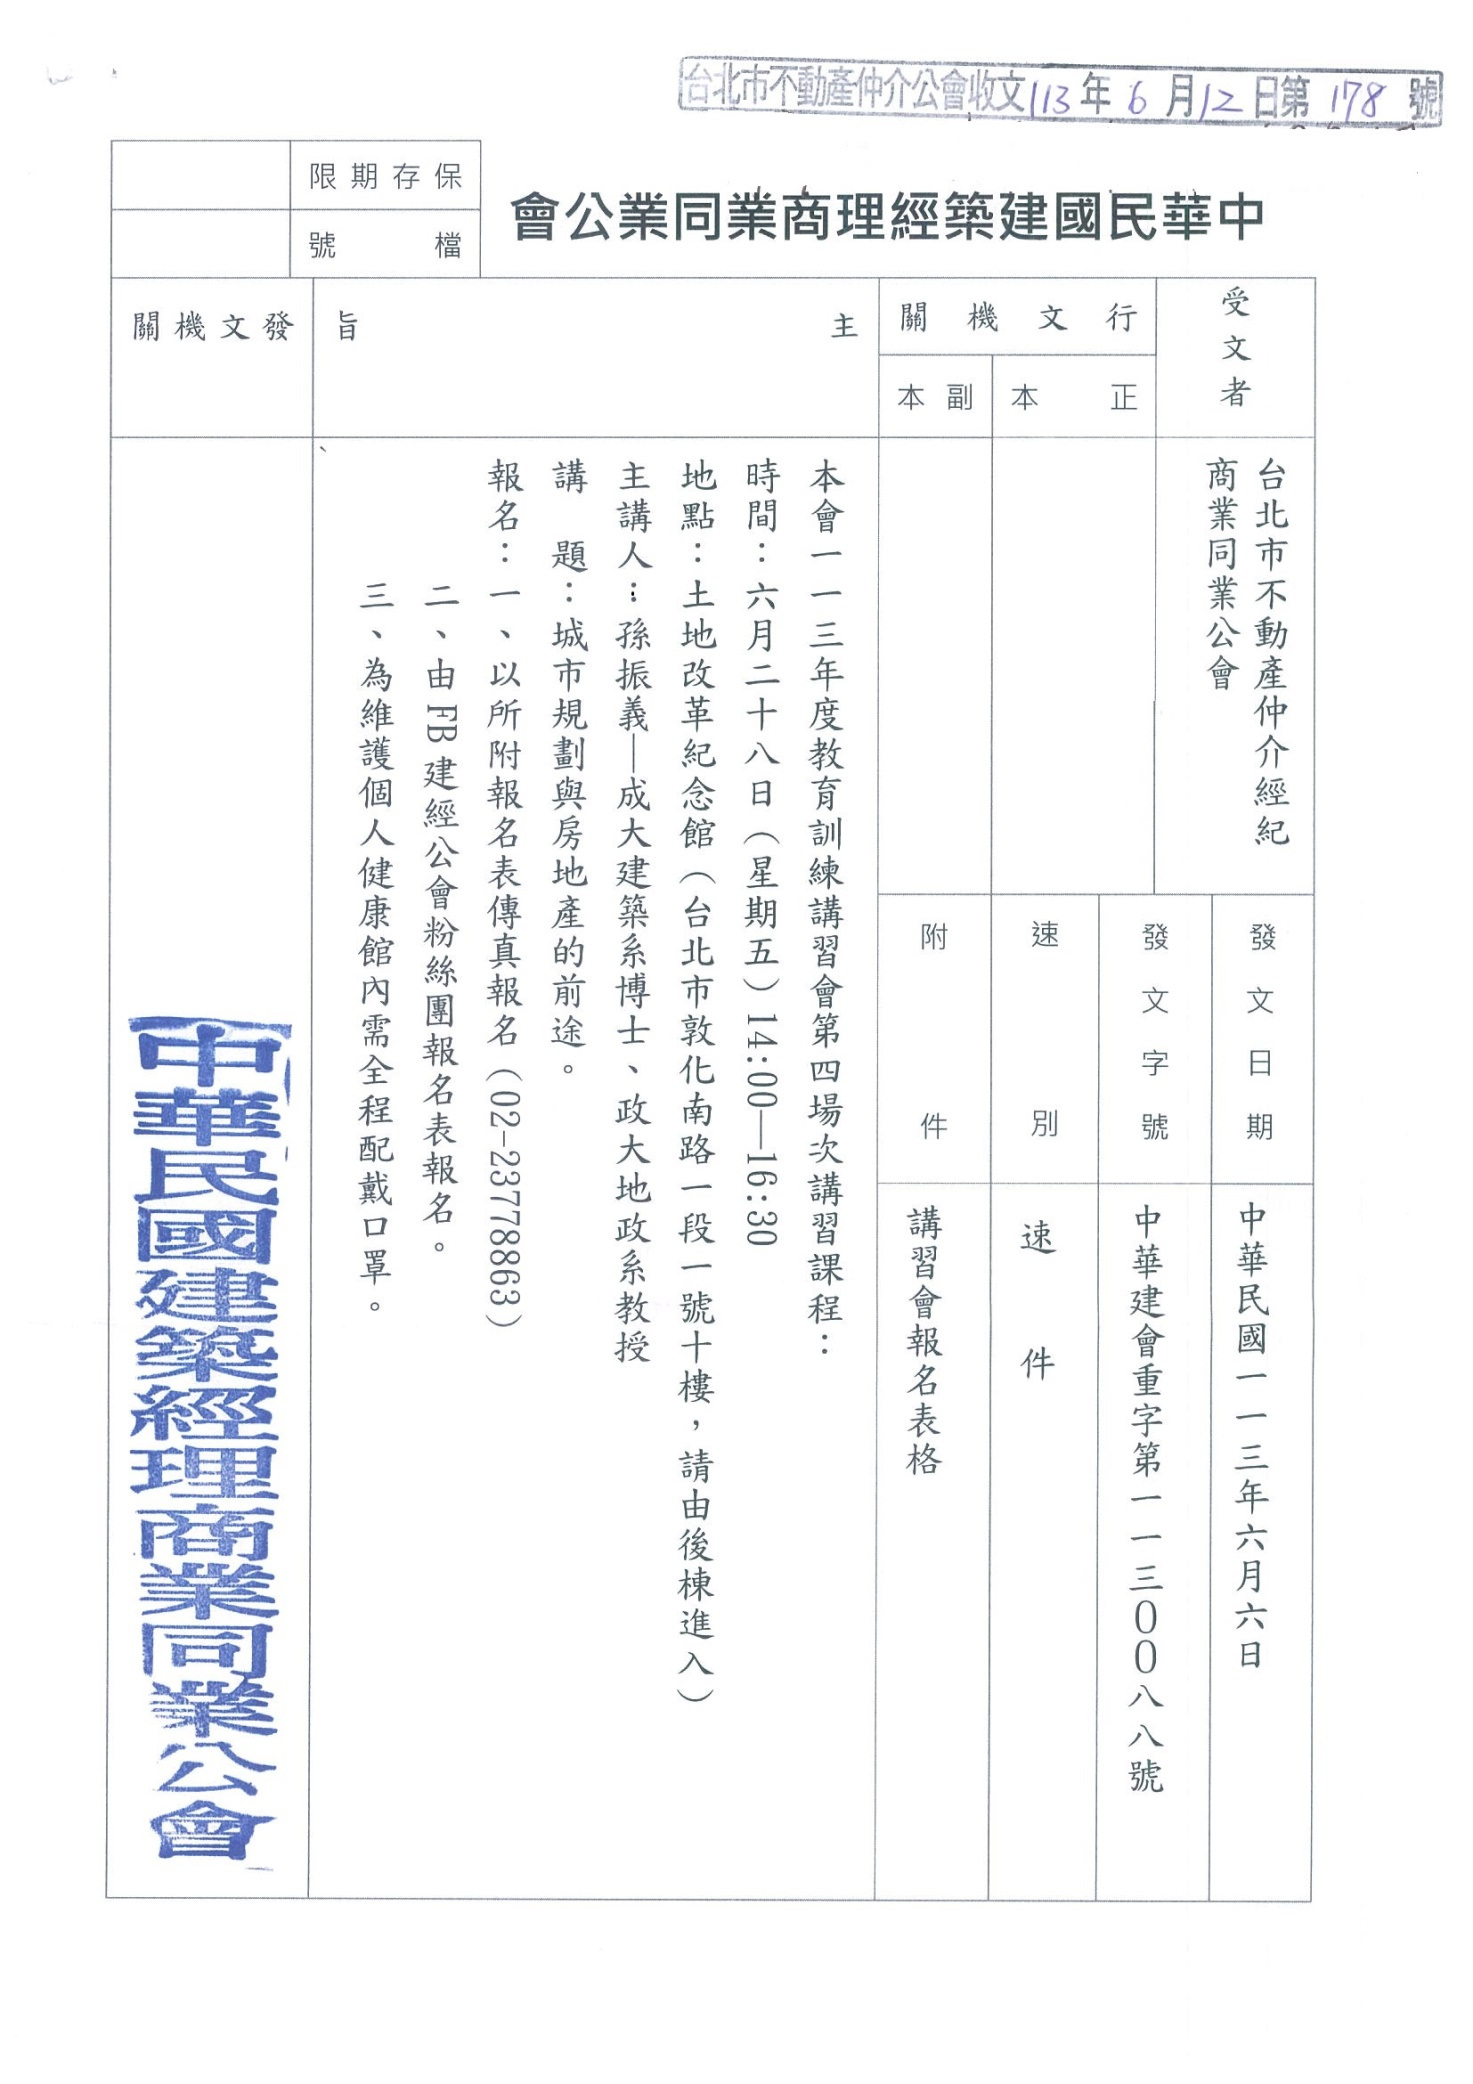 台北市不動產仲介公會收文113年6月12日第178號
中華民國建築經理商業同業公會
保存期限
檔號
受文者
台北市不動產仲介經紀
商業同業公會
行文機關
正本
副本
發文日期
中華民國一一三年六月六日
發文字號
中華建會重字第一一三00八八號
速別
速件
附件
講習會報名表格
主旨
本會一一三年度教育訓練講習會第四場次講習課程：
時間：六月二十八日（星期五）14:00—16:30
地點：土地改革紀念館（台北市敦化南路一段一號十樓，請由後棟進入）
主講人：孫振義—成大建築系博士、政大地政系教授
講題：城市規劃與房地產的前途。
報名：一、以所附報名表傳真報名（02-23778863）
二、由FB建經公會粉絲團報名表報名。
三、為維護個人健康館內需全程配戴口罩。
發文機關
中華民國建築經理商業同業公會